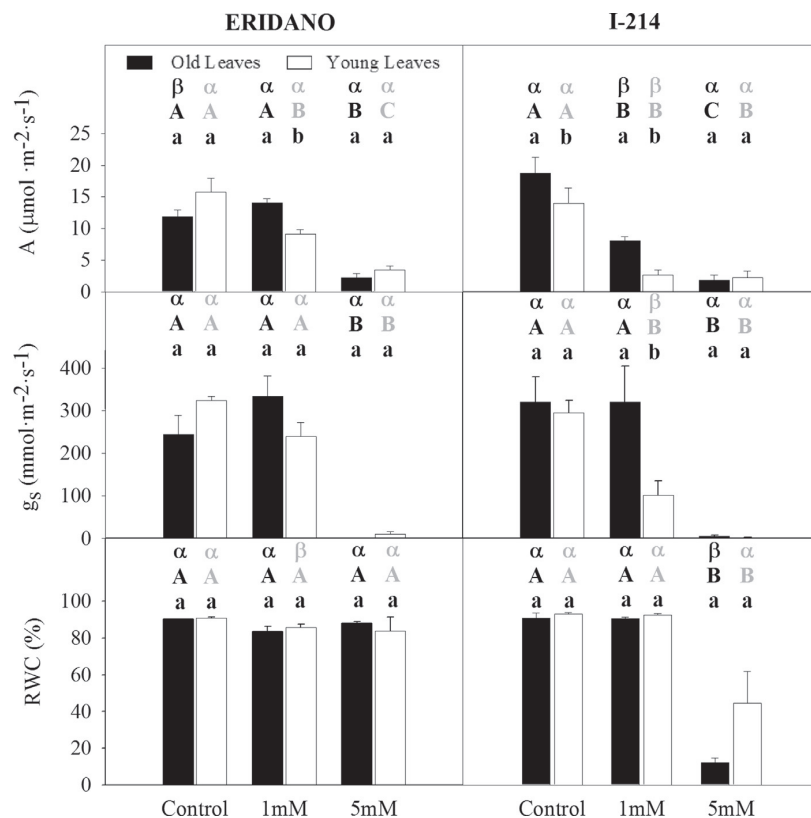 ERIDANO I-214
Old Leaves Young Leaves
β α α α α α α α β β α α
A A A B B C A A B B C A
a a a b a a a b a b a a
A (μmol ·m-2·s-1)
25
20
15
10
5
0
α α α α α α α α α β α α
A A A A B B A A A B B B
a a a a a a a a a b a a
gs (mmol·m-2·s-1)
400
300
200
100
0
α α α β α α α α α α β α
A A A A A A A A A A B B
a a a a a a a a a a a a
RWC (%)
100
80
60
40
20
0
Control 1mM 5mM Control 1mM 5mM